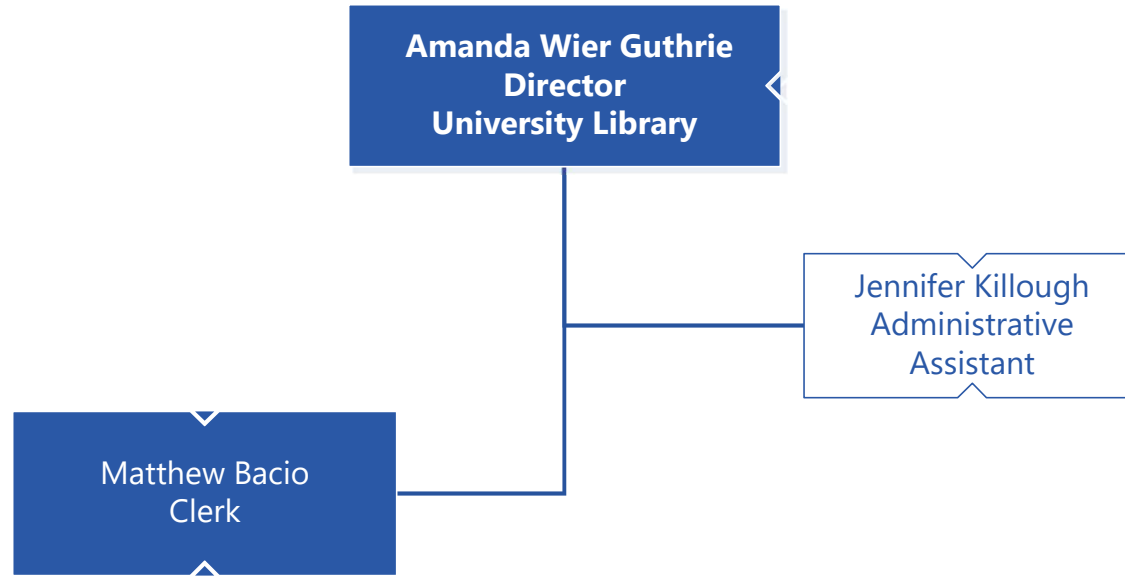 Amanda Wier Guthrie
Director
University Library
Jennifer Killough
Administrative
Assistant
Matthew Bacio
Clerk